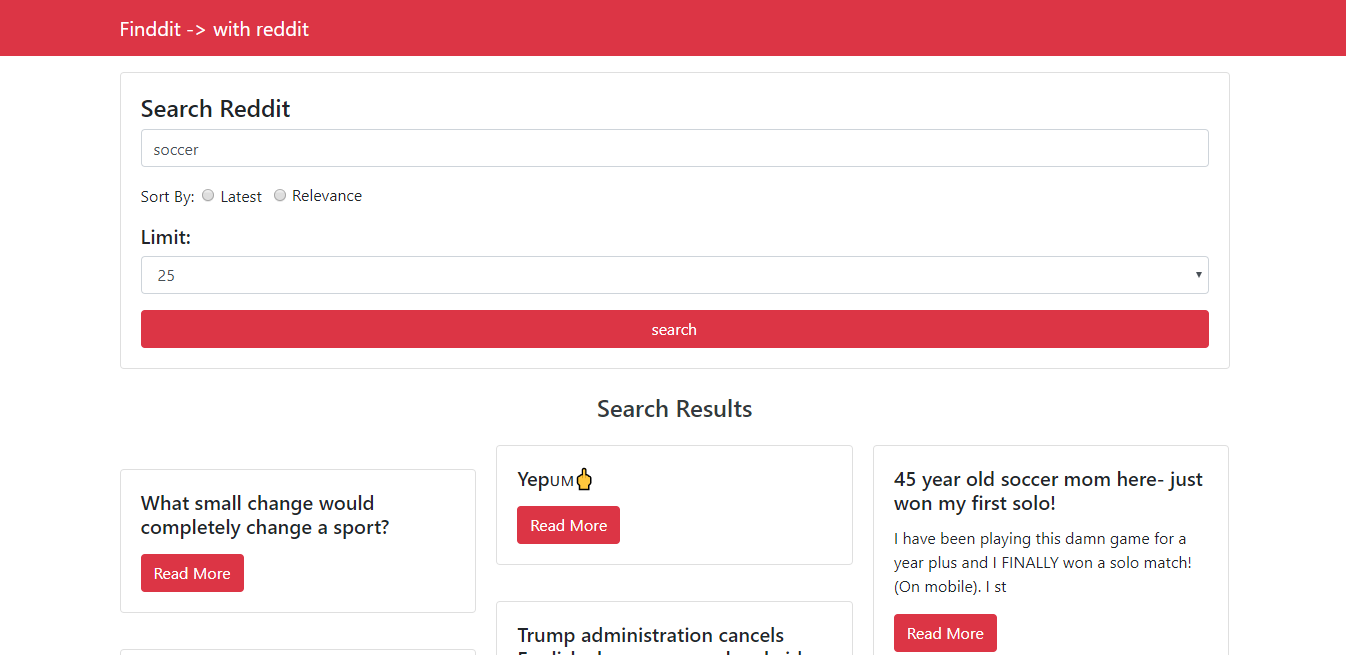 Finddit -> with reddit
Search Reddit
soccer
Sort By: Latest Relevance
Limit:
25
search
Search Results
What small change would
completely change a sport?
Read More
Yepᴜᴍ🖕
Read More
Trump administration cancels
45 year old soccer mom here- just
won my first solo!
I have been playing this damn game for a
year plus and I FINALLY won a solo match!
(On mobile). I st
Read More